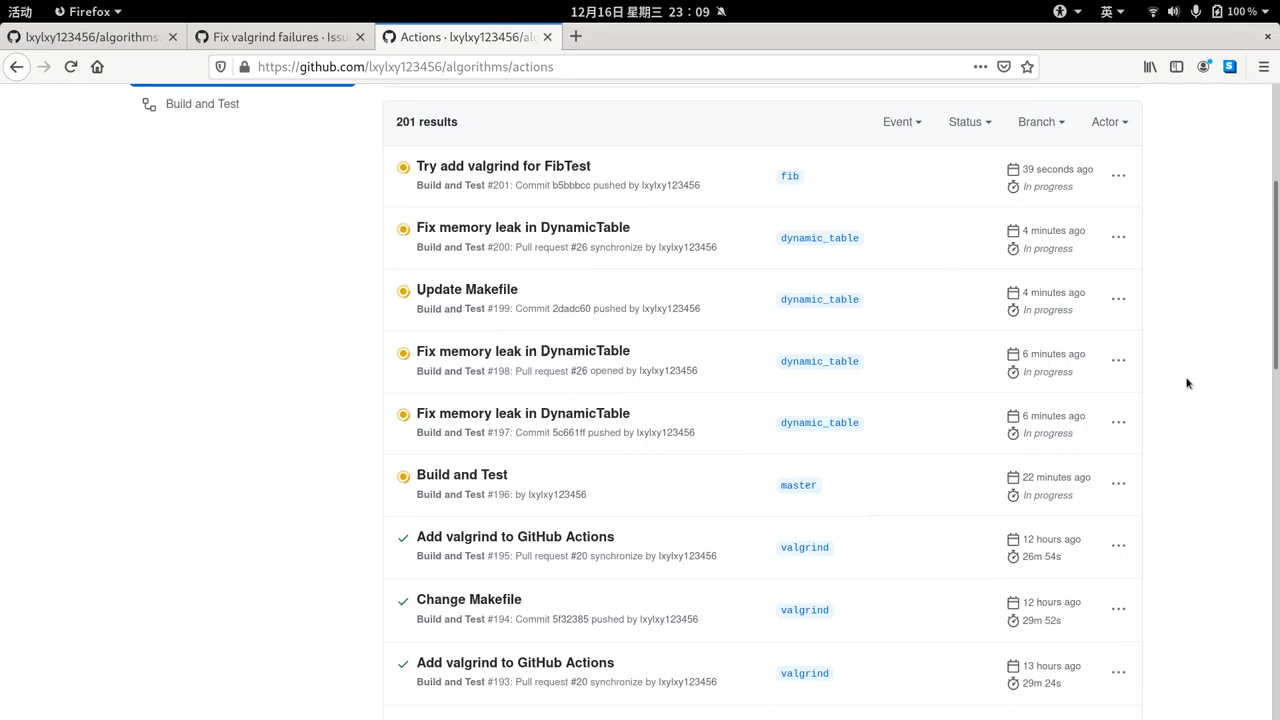 活动 Firefox 12月16日 星期三 23：09 英 100 %
lxylxy123456/algorithms. Fix valgrind failures · Issu Actions · lxylxy123456/alg
https://github.com/lxylxy123456/algorithms/actions
Build and Test
201 results Event Status Branch Actor
Try add valgrind for FibTest
Build and Test #201: Commit b5bbbcc pushed by lxylxy123456
fib
39 seconds ago
In progress
Fix memory leak in DynamicTable
Build and Test #200: Pull request #26 synchronize by lxylxy123456
dynamic_table
4 minutes ago
In progress
Update Makefile
Build and Test #199: Commit 2dadc60 pushed by lxylxy123456
dynamic_table
4 minutes ago
In progress
Fix memory leak in DynamicTable
Build and Test #198: Pull request #26 opened by lxylxy123456
dynamic_table
6 minutes ago
In progress
Fix memory leak in DynamicTable
Build and Test #197: Commit 5c661ff pushed by lxylxy123456
dynamic_table
6 minutes ago
In progress
Build and Test
Build and Test #196: by lxylxy123456
master
22 minutes ago
In progress
Add valgrind to GitHub Actions
Build and Test #195: Pull request #20 synchronize by lxylxy123456
valgrind
12 hours ago
26m 54s
Change Makefile
Build and Test #194: Commit 5f32385 pushed by lxylxy123456
valgrind
12 hours ago
29m 52s
Add valgrind to GitHub Actions
Build and Test #193: Pull request #20 synchronize by lxylxy123456
valgrind
13 hours ago
29m 24s